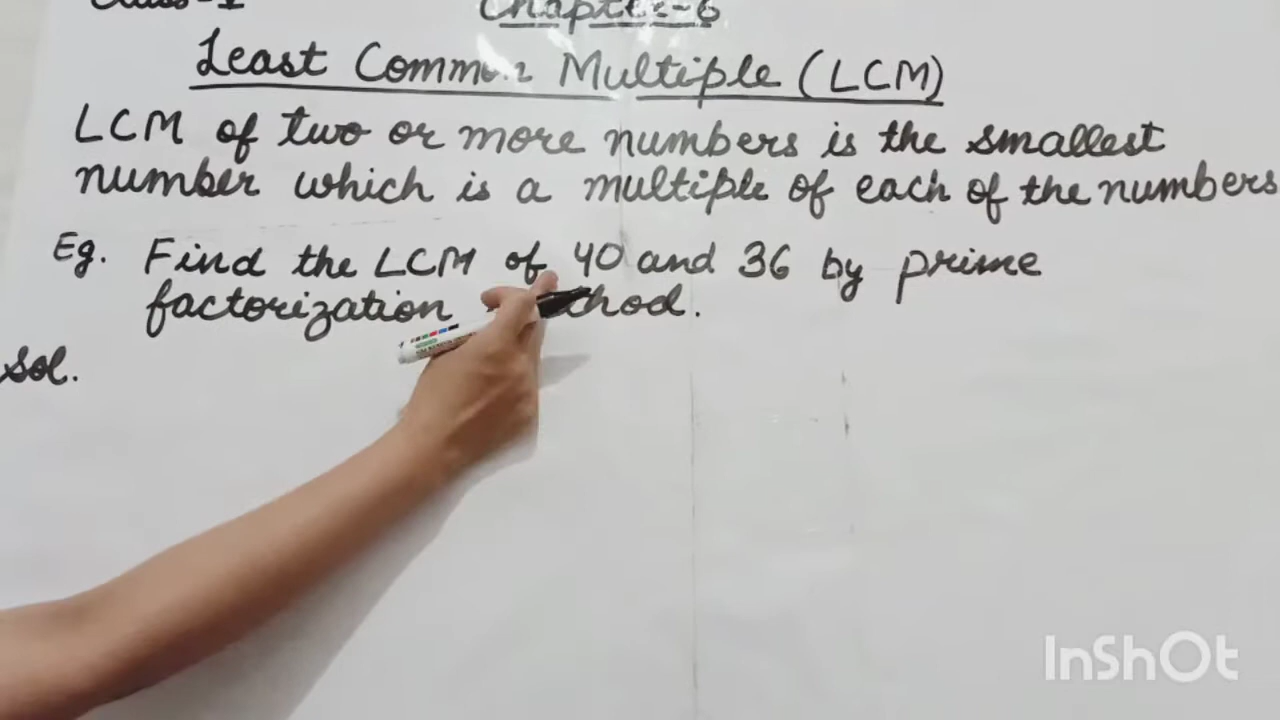 Chapter-6
Least Common Multiple (LCM)
LCM of two or more numbers is the smallest
number which is a multiple of each of the numbers
Eg. Find the LCM of 40 and 36 by prime
factorization
Sol.
InShOt